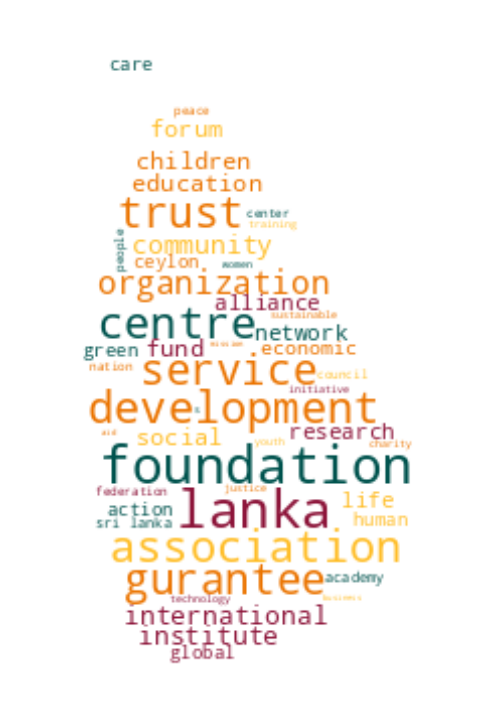 care
peace
forum
children
education
trust center
training
people community
ceylon women
organization
alliance
sustainable
centre network
green fund mission economic
nation service council
initiative
development
aid social research
youth charity
foundation
federation justice
lanka life
action human
sri lanka
association
gurantee academy
technology business
international
institute
global